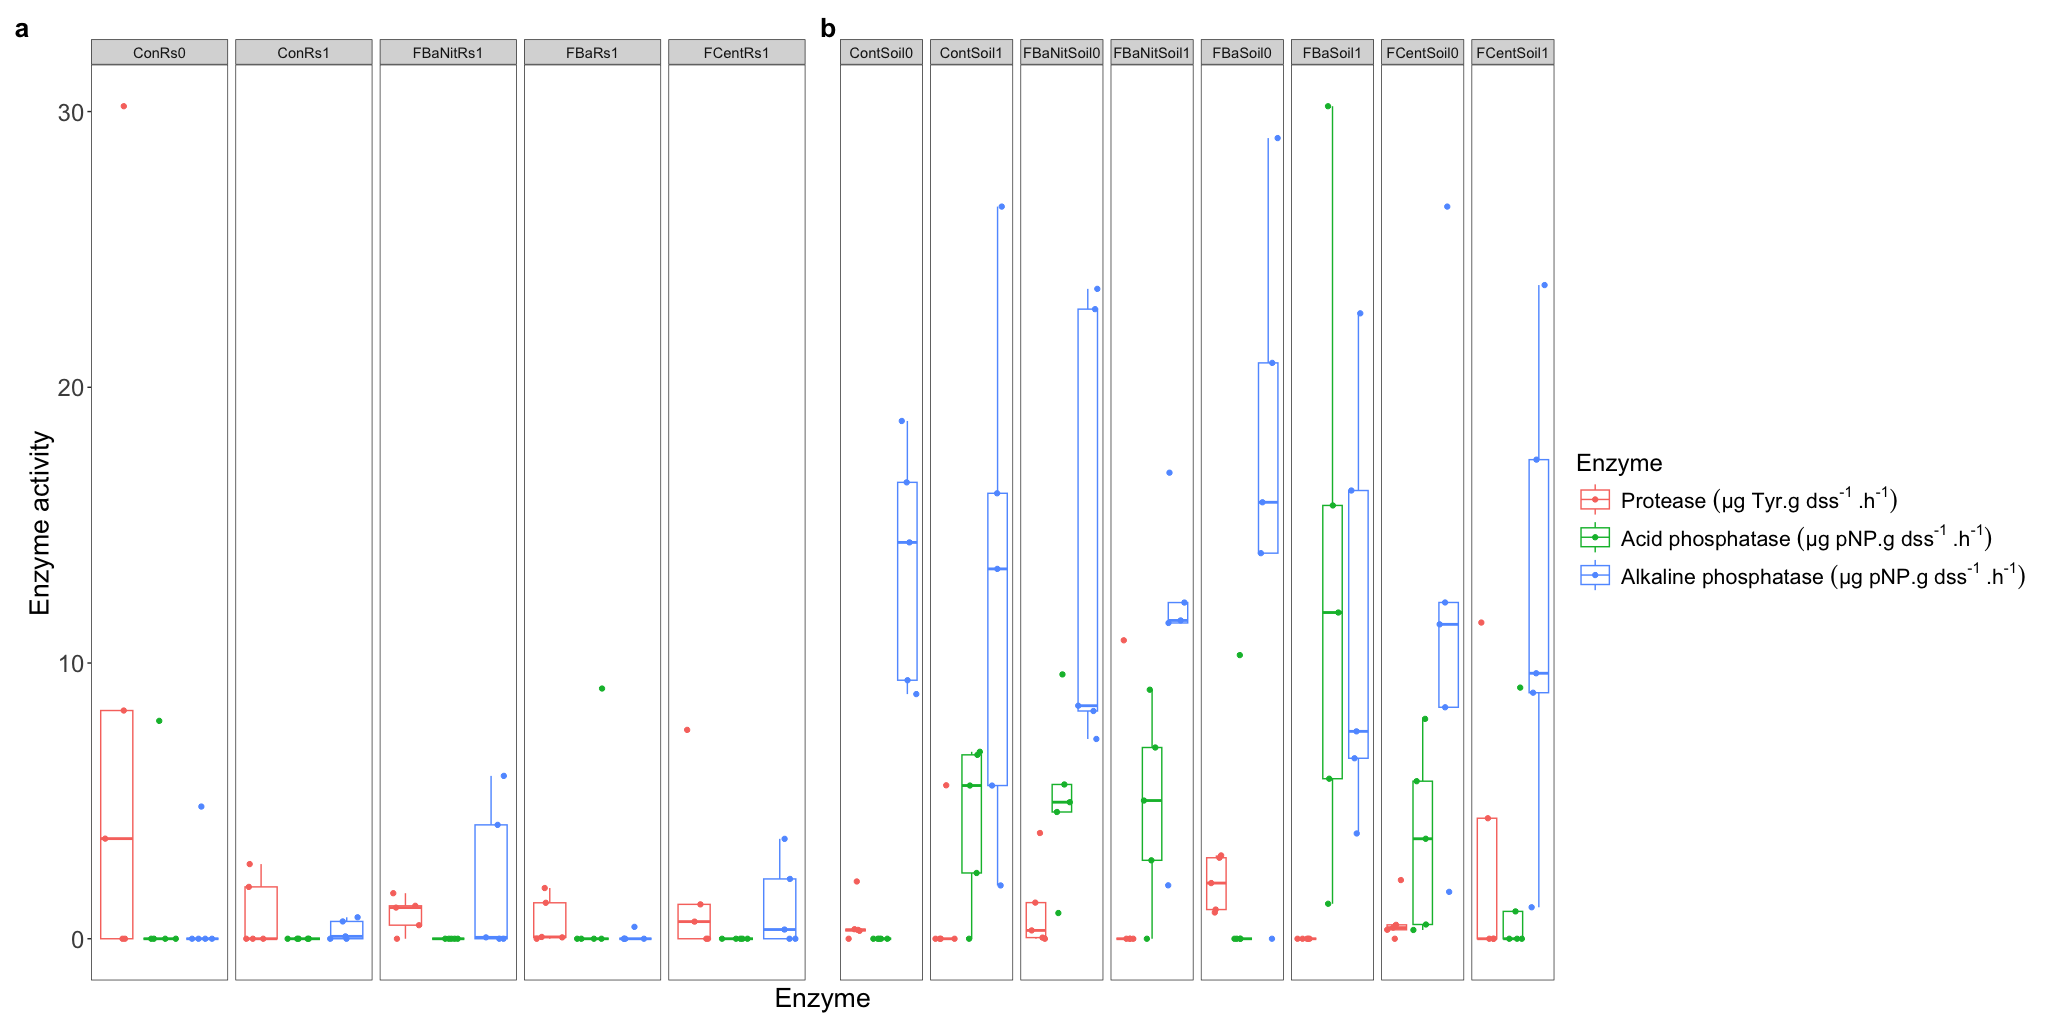 a
b
ConRs0 ConRs1 FBaNitRs1 FBaRs1 FCentRs1 ContSoil0 ContSoil1 FBaNitSoil0 FBaNitSoil1 FBaSoil0 FBaSoil1 FCentSoil0 FCentSoil1
30
20
10
0
Enzyme activity
Enzyme
Enzyme
Protease (µg Tyr.g dss⁻¹ .h⁻¹)
Acid phosphatase (µg pNP.g dss⁻¹ .h⁻¹)
Alkaline phosphatase (µg pNP.g dss⁻¹ .h⁻¹)